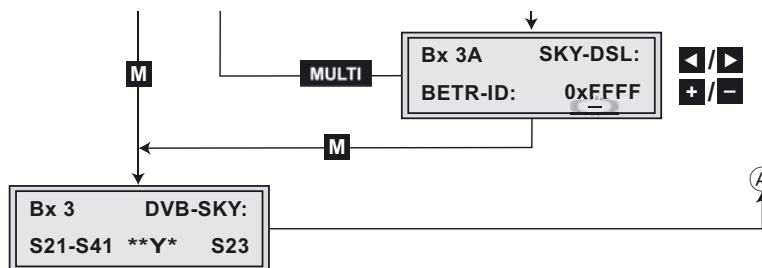 M
MULTI
Bx 3A SKY-DSL:
BETR-ID: 0xFFFF
◄/►
+/−
M
Bx 3 DVB-SKY:
S21-S41 **Y* S23
A